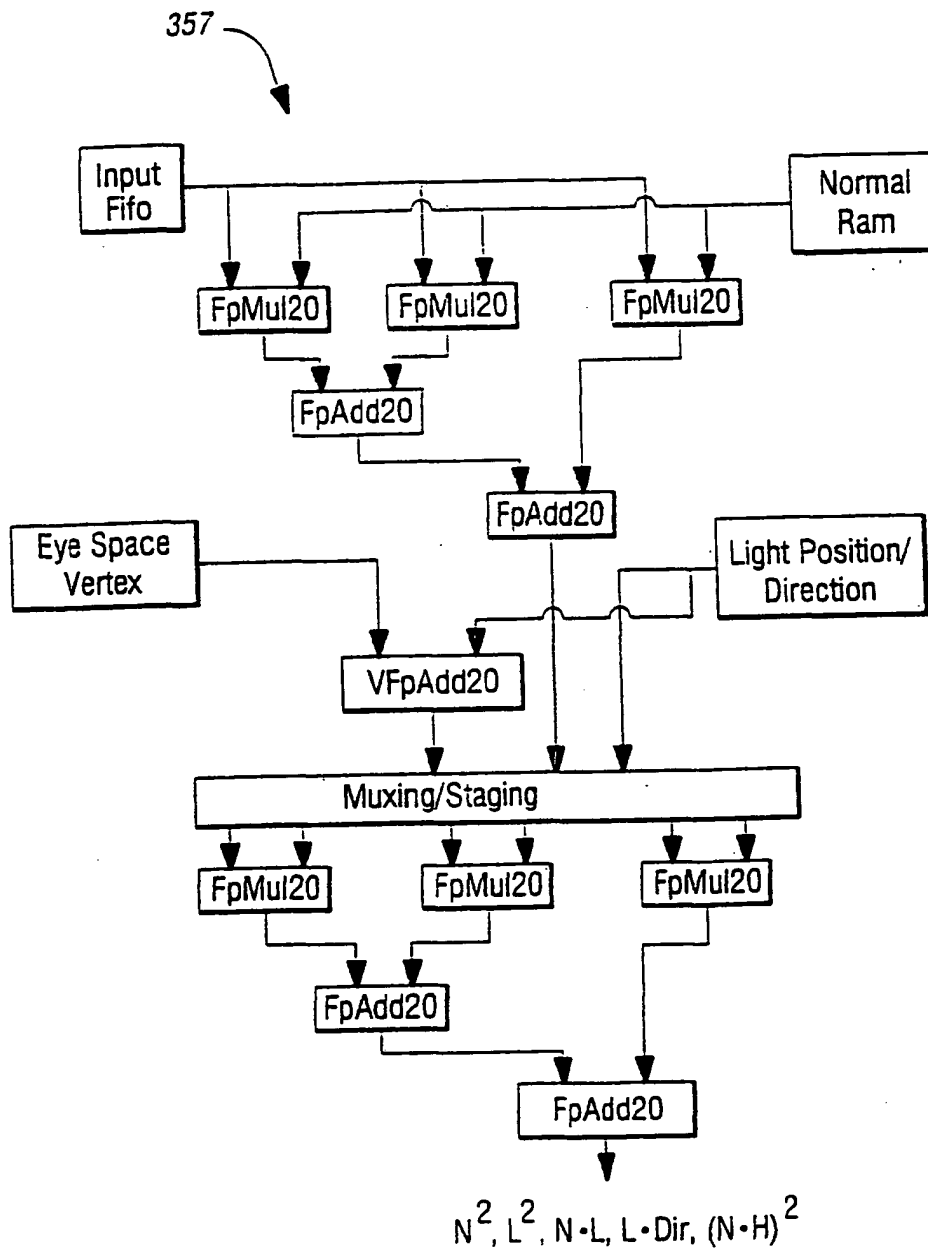 357
Input
Fifo
Normal
Ram
FpMul20
FpMul20
FpMul20
FpAdd20
FpAdd20
Eye Space
Vertex
Light Position/
Direction
VFpAdd20
Muxing/Staging
FpMul20
FpMul20
FpMul20
FpAdd20
FpAdd20
N², L², N•L, L•Dir, (N•H)²